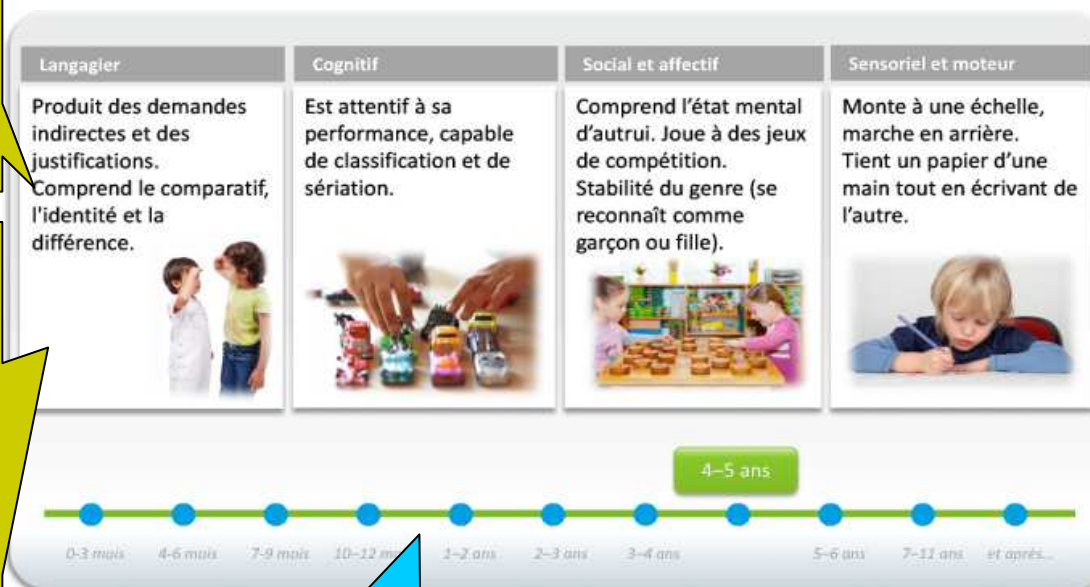 Langagier
Produit des demandes
indirectes et des
justifications.
Comprend le comparatif,
l'identité et la
différence.
Cognitif
Est attentif à sa
performance, capable
de classification et de
sériation.
Social et affectif
Comprend l'état mental
d'autrui. Joue à des jeux
de compétition.
Stabilité du genre (se
reconnaît comme
garçon ou fille).
Sensoriel et moteur
Monte à une échelle,
marche en arrière.
Tient un papier d'une
main tout en écrivant de
l'autre.
4–5 ans
0-3 mois 4-6 mois 7-9 mois 10–12 1–2 ans 2–3 ans 3–4 ans 5–6 ans 7–11 ans et après...